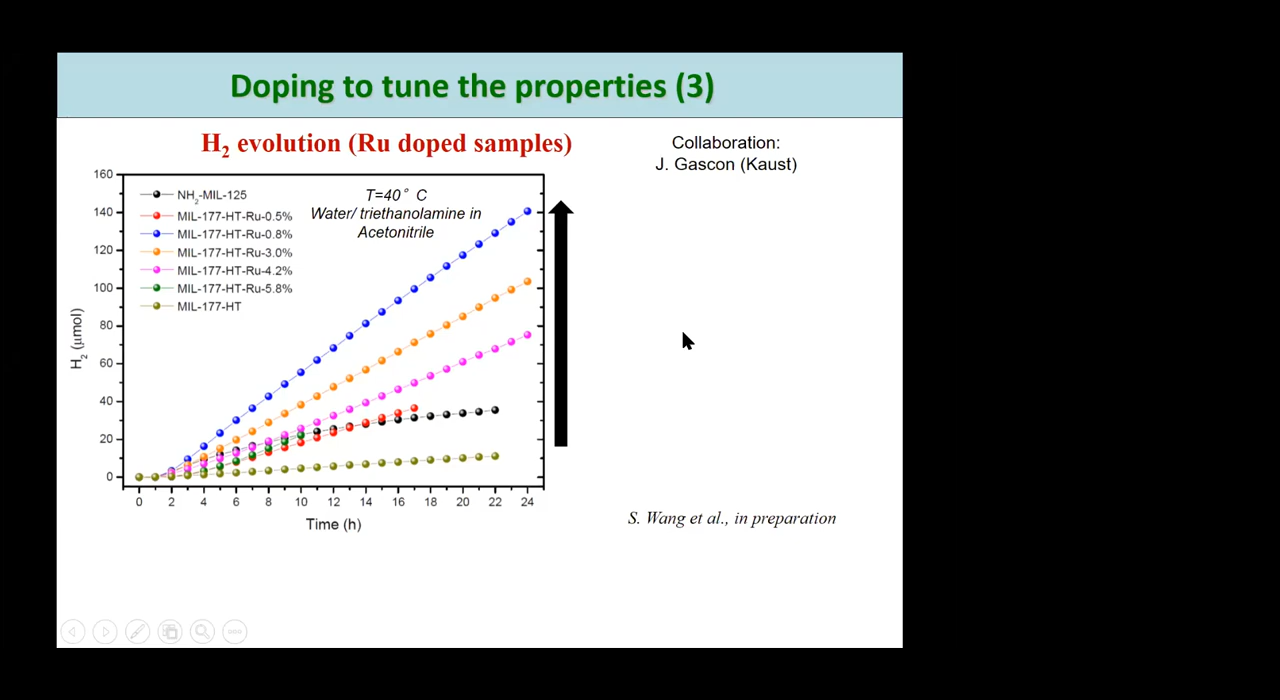 Doping to tune the properties (3)
H2 evolution (Ru doped samples)
Collaboration:
J. Gascon (Kaust)
T=40° C
Water/ triethanolamine in
Acetonitrile
NH2-MIL-125
MIL-177-HT-Ru-0.5%
MIL-177-HT-Ru-0.8%
MIL-177-HT-Ru-3.0%
MIL-177-HT-Ru-4.2%
MIL-177-HT-Ru-5.8%
MIL-177-HT
160
140
120
100
80
60
40
20
0
H2 (μmol)
0 2 4 6 8 10 12 14 16 18 20 22 24
Time (h)
S. Wang et al., in preparation